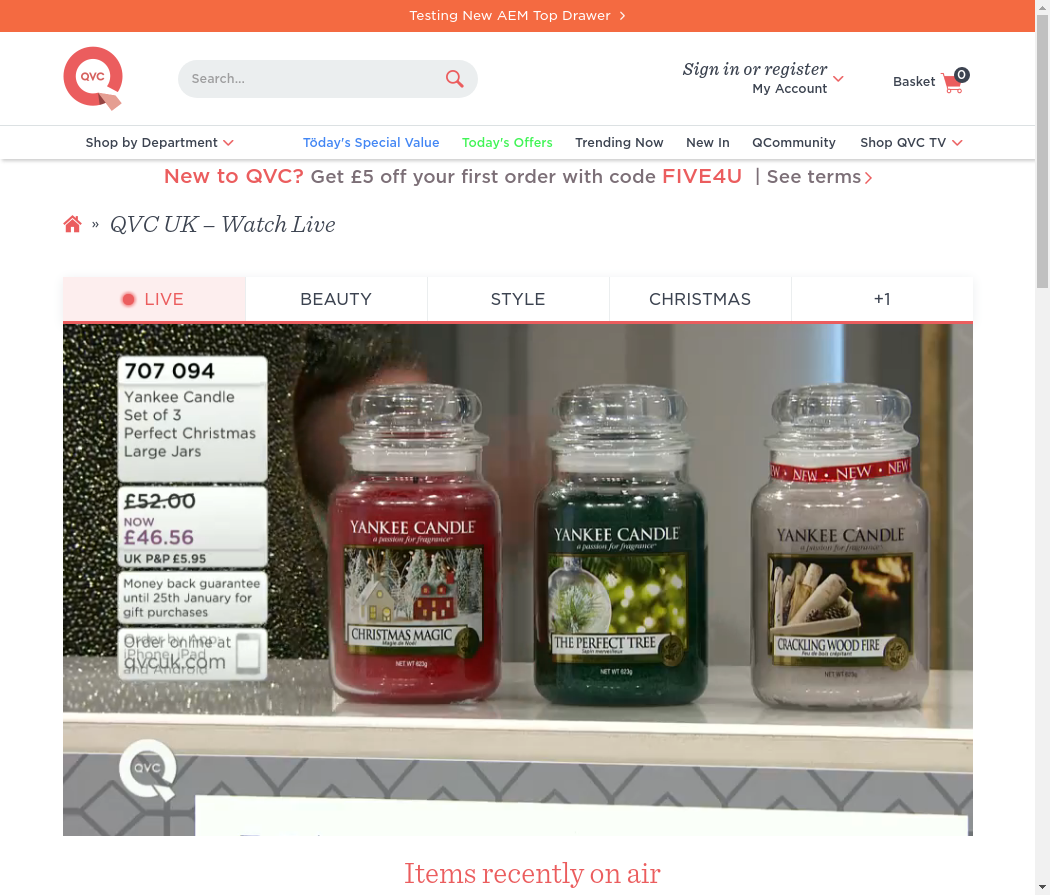 Testing New AEM Top Drawer
QVC
Search...
Sign in or register
My Account
Basket 0
Shop by Department
Töday's Special Value
Today's Offers
Trending Now
New In
QCommunity
Shop QVC TV
New to QVC? Get £5 off your first order with code FIVE4U | See terms
» QVC UK – Watch Live
LIVE
BEAUTY
STYLE
CHRISTMAS
+1
707 094
Yankee Candle
Set of 3
Perfect Christmas
Large Jars
£52.00
NOW
£46.56
UK P&P £5.95
Money back guarantee
until 25th January for
gift purchases
Order by App:
iPhone, iPad
and Android
Order online at
qvcuk.com
YANKEE CANDLE
a passion for fragrance™
CHRISTMAS MAGIC
Magie de Noël
NET WT 623g
YANKEE CANDLE
a passion for fragrance™
THE PERFECT TREE
Sapin merveilleux
NET WT 623g
NEW • NEW • NEW
YANKEE CANDLE
a passion for fragrance™
CRACKLING WOOD FIRE
Feu de bois crépitant
NET WT 623g
QVC
Items recently on air